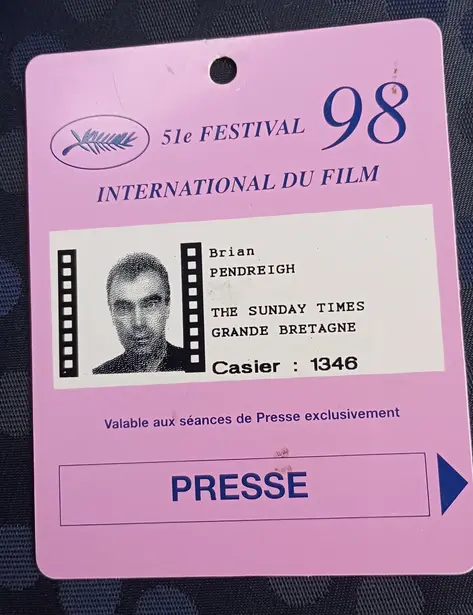 51e FESTIVAL 98
INTERNATIONAL DU FILM
Brian
PENDREIGH
THE SUNDAY TIMES
GRANDE BRETAGNE
Casier : 1346
Valable aux séances de Presse exclusivement
PRESSE